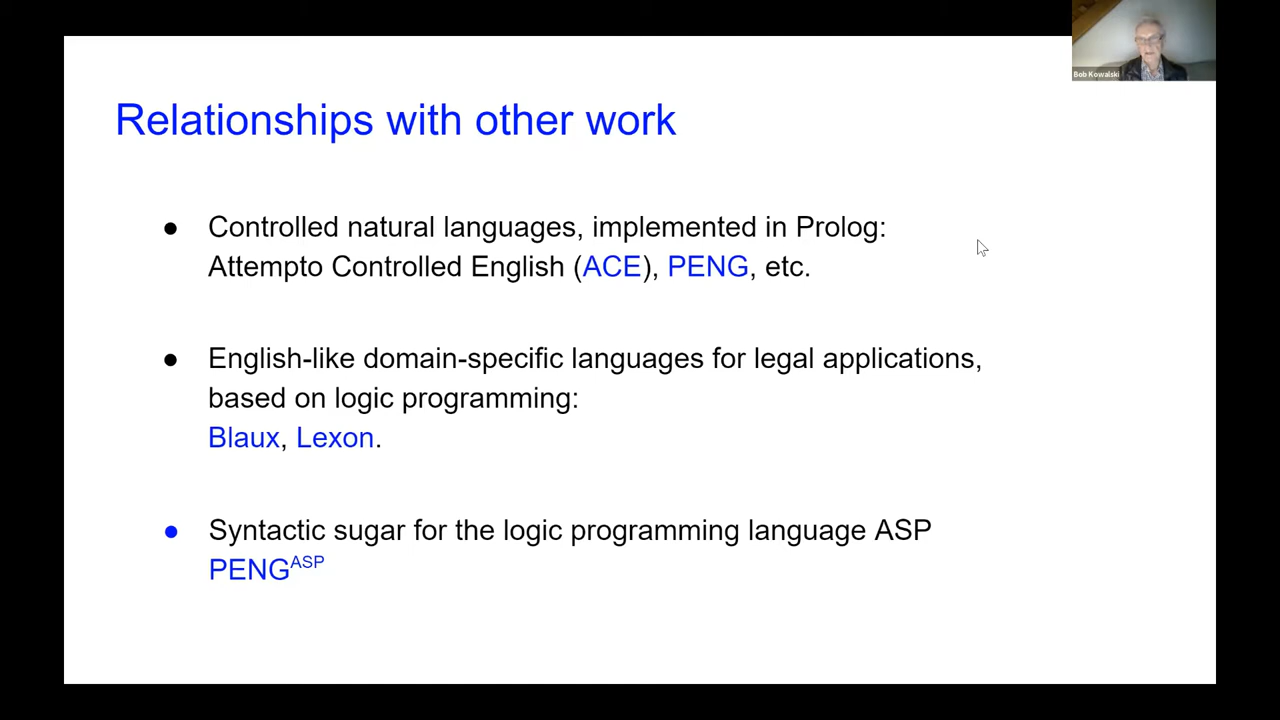 Bob Kowalski
Relationships with other work
● Controlled natural languages, implemented in Prolog:
Attempto Controlled English (ACE), PENG, etc.
● English-like domain-specific languages for legal applications,
based on logic programming:
Blaux, Lexon.
● Syntactic sugar for the logic programming language ASP
PENG^ASP